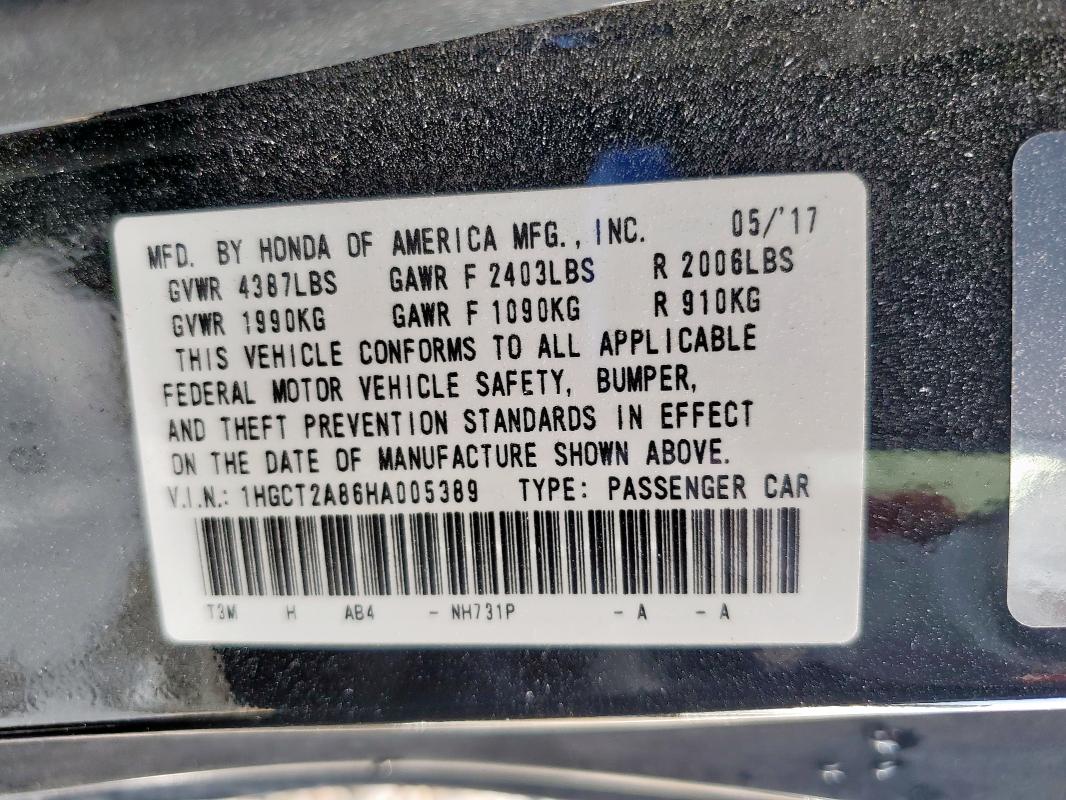 MFD. BY HONDA OF AMERICA MFG., INC. 05/'17
GVWR 4387LBS GAWR F 2403LBS R 2006LBS
GVWR 1990KG GAWR F 1090KG R 910KG
THIS VEHICLE CONFORMS TO ALL APPLICABLE
FEDERAL MOTOR VEHICLE SAFETY, BUMPER,
AND THEFT PREVENTION STANDARDS IN EFFECT
ON THE DATE OF MANUFACTURE SHOWN ABOVE.
V.I.N.: 1HGCT2A86HA005389 TYPE: PASSENGER CAR
T3M H AB4 - NH731P - A - A